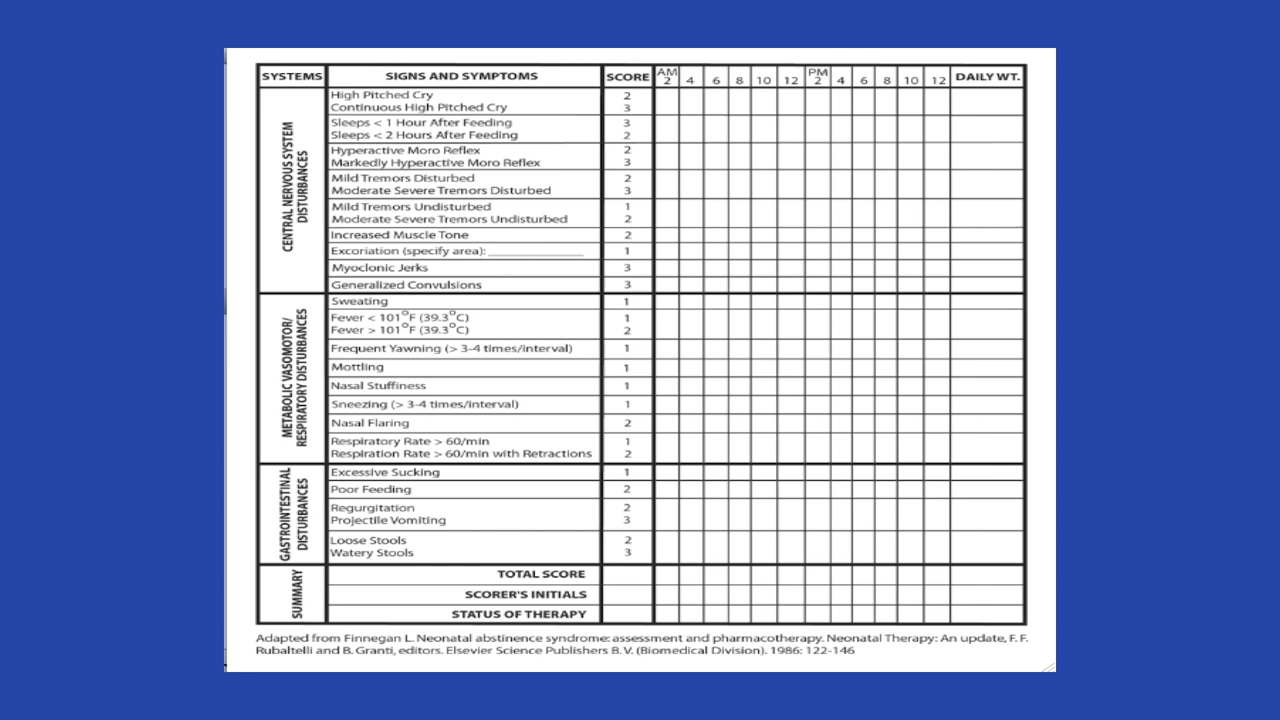 SYSTEMS SIGNS AND SYMPTOMS SCORE AM 2 4 6 8 10 12 PM 2 4 6 8 10 12 DAILY WT.
CENTRAL NERVOUS SYSTEM
DISTURBANCES
High Pitched Cry 2
Continuous High Pitched Cry 3
Sleeps < 1 Hour After Feeding 3
Sleeps < 2 Hours After Feeding 2
Hyperactive Moro Reflex 2
Markedly Hyperactive Moro Reflex 3
Mild Tremors Disturbed 2
Moderate Severe Tremors Disturbed 3
Mild Tremors Undisturbed 1
Moderate Severe Tremors Undisturbed 2
Increased Muscle Tone 2
Excoriation (specify area): ______________ 1
Myoclonic Jerks 3
Generalized Convulsions 3
METABOLIC VASOMOTOR/
RESPIRATORY DISTURBANCES
Sweating 1
Fever < 101°F (39.3°C) 1
Fever > 101°F (39.3°C) 2
Frequent Yawning (> 3-4 times/interval) 1
Mottling 1
Nasal Stuffiness 1
Sneezing (> 3-4 times/interval) 1
Nasal Flaring 2
Respiratory Rate > 60/min 1
Respiration Rate > 60/min with Retractions 2
GASTROINTESTINAL
DISTURBANCES
Excessive Sucking 1
Poor Feeding 2
Regurgitation 2
Projectile Vomiting 3
Loose Stools 2
Watery Stools 3
SUMMARY
TOTAL SCORE
SCORER'S INITIALS
STATUS OF THERAPY
Adapted from Finnegan L. Neonatal abstinence syndrome: assessment and pharmacotherapy. Neonatal Therapy: An update, F. F.
Rubaltelli and B. Granti, editors. Elsevier Science Publishers B. V. (Biomedical Division). 1986: 122-146